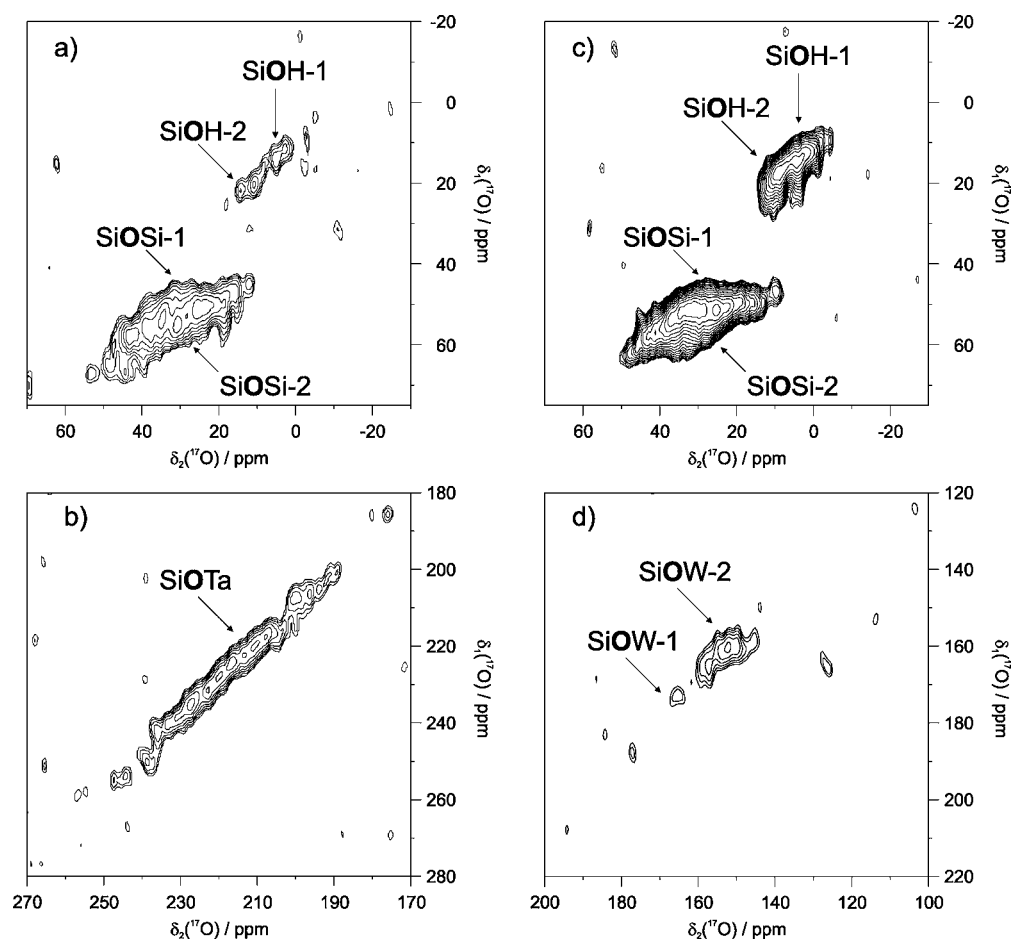 a)
SiOH-1
SiOH-2
SiOSi-1
SiOSi-2
-20
0
20
40
60
δ₁(¹⁷O) / ppm
60 40 20 0 -20
δ₂(¹⁷O) / ppm
c)
SiOH-1
SiOH-2
SiOSi-1
SiOSi-2
-20
0
20
40
60
δ₁(¹⁷O) / ppm
60 40 20 0 -20
δ₂(¹⁷O) / ppm
b)
SiOTa
180
200
220
240
260
280
δ₁(¹⁷O) / ppm
270 250 230 210 190 170
δ₂(¹⁷O) / ppm
d)
SiOW-2
SiOW-1
120
140
160
180
200
220
δ₁(¹⁷O) / ppm
200 180 160 140 120 100
δ₂(¹⁷O) / ppm